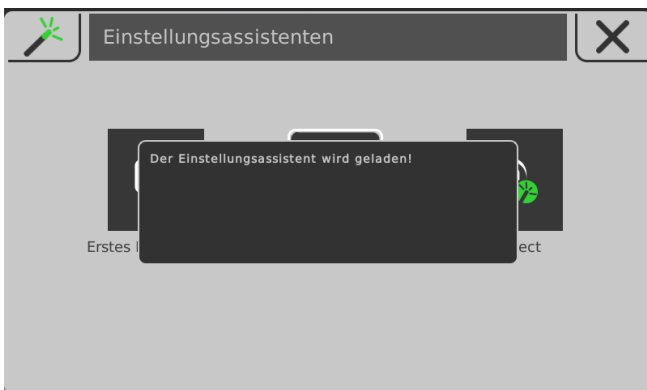 Einstellungsassistenten
Der Einstellungsassistent wird geladen!
Erstes
ect